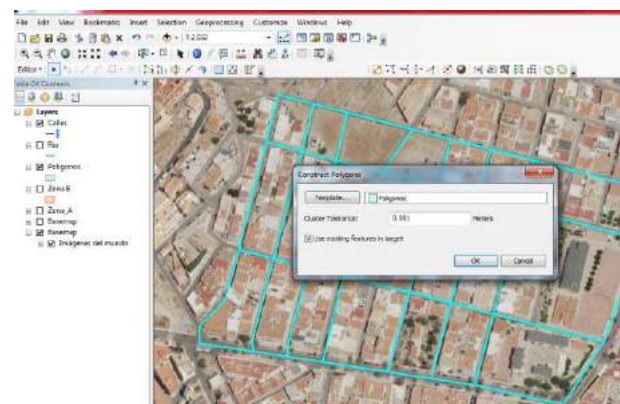 File Edit View Bookmarks Insert Selection Geoprocessing Customize Windows Help
Editor
Table Of Contents
Layers
Calles
Rio
Poligonos
Zona B
Zona_A
Basemap
Basemap
Imágenes del mundo
Construct Polygons
Template... Poligonos
Cluster Tolerance: 0.001 Meters
Use existing features in target
OK Cancel